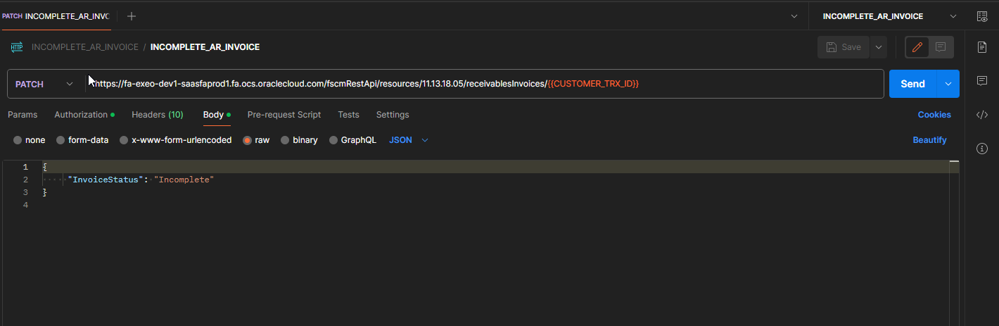 PATCH INCOMPLETE_AR_INVC
INCOMPLETE_AR_INVOICE
HTTP INCOMPLETE_AR_INVOICE / INCOMPLETE_AR_INVOICE
Save
PATCH https://fa-exeo-dev1-saasfaprod1.fa.ocs.oraclecloud.com/fscmRestApi/resources/11.13.18.05/receivablesInvoices/{{CUSTOMER_TRX_ID}}
Send
Params Authorization Headers (10) Body Pre-request Script Tests Settings Cookies
none form-data x-www-form-urlencoded raw binary GraphQL JSON Beautify
1 {
2 "InvoiceStatus": "Incomplete"
3 }
4